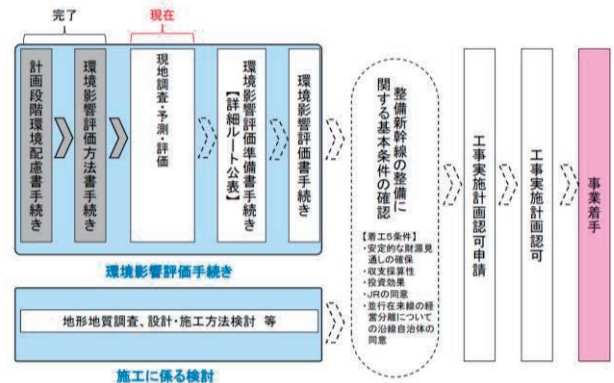 完了
現在
計画段階環境配慮書手続き
環境影響評価方法書手続き
現地調査・予測・評価
環境影響評価準備書手続き
【詳細ルート公表】
環境影響評価書手続き
環境影響評価手続き
地形地質調査、設計・施工方法検討 等
施工に係る検討
整備新幹線の整備に
関する基本条件の確認
【着工5条件】
・安定的な財源見
通しの確保
・収支採算性
・投資効果
・JRの同意
・並行在来線の経
営分離について
の沿線自治体の
同意
工事実施計画認可申請
工事実施計画認可
事業着手